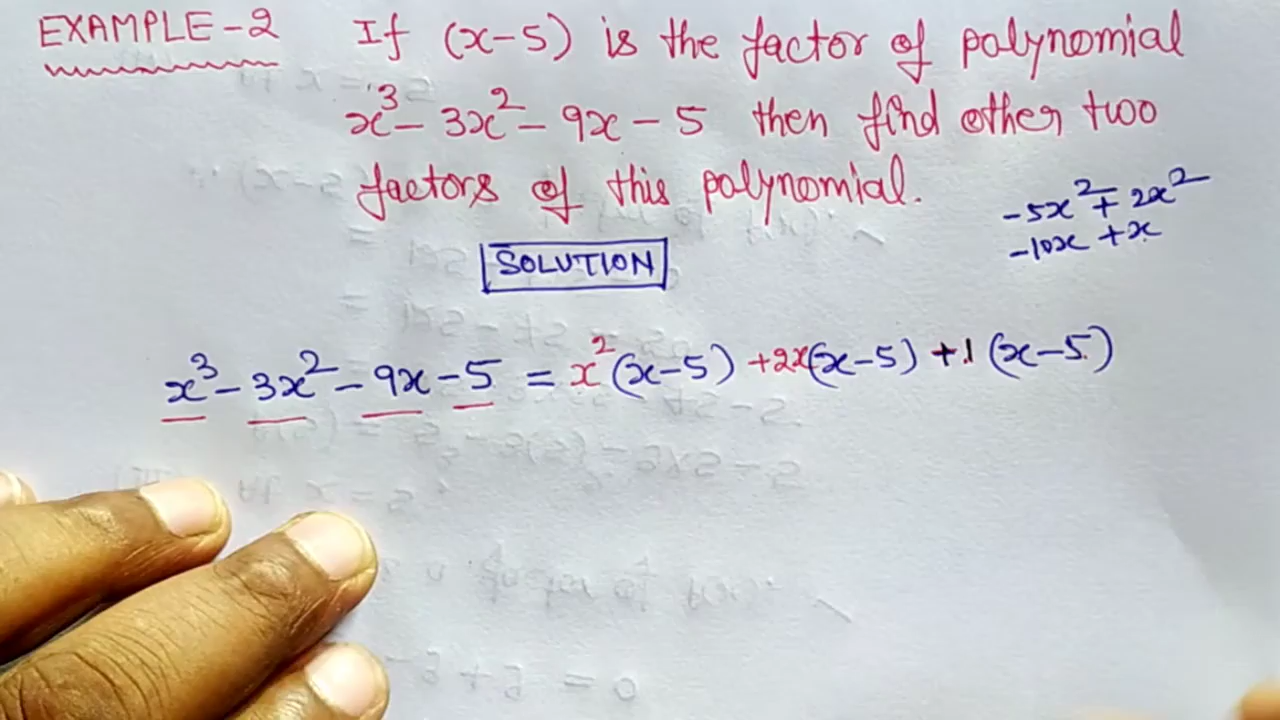 EXAMPLE-2 If (x-5) is the factor of polynomial
x³ - 3x² - 9x - 5 then find other two
factors of this polynomial.
-5x² + 2x²
-10x + x
SOLUTION
x³ - 3x² - 9x - 5 = x²(x-5) +2x(x-5) +1(x-5)